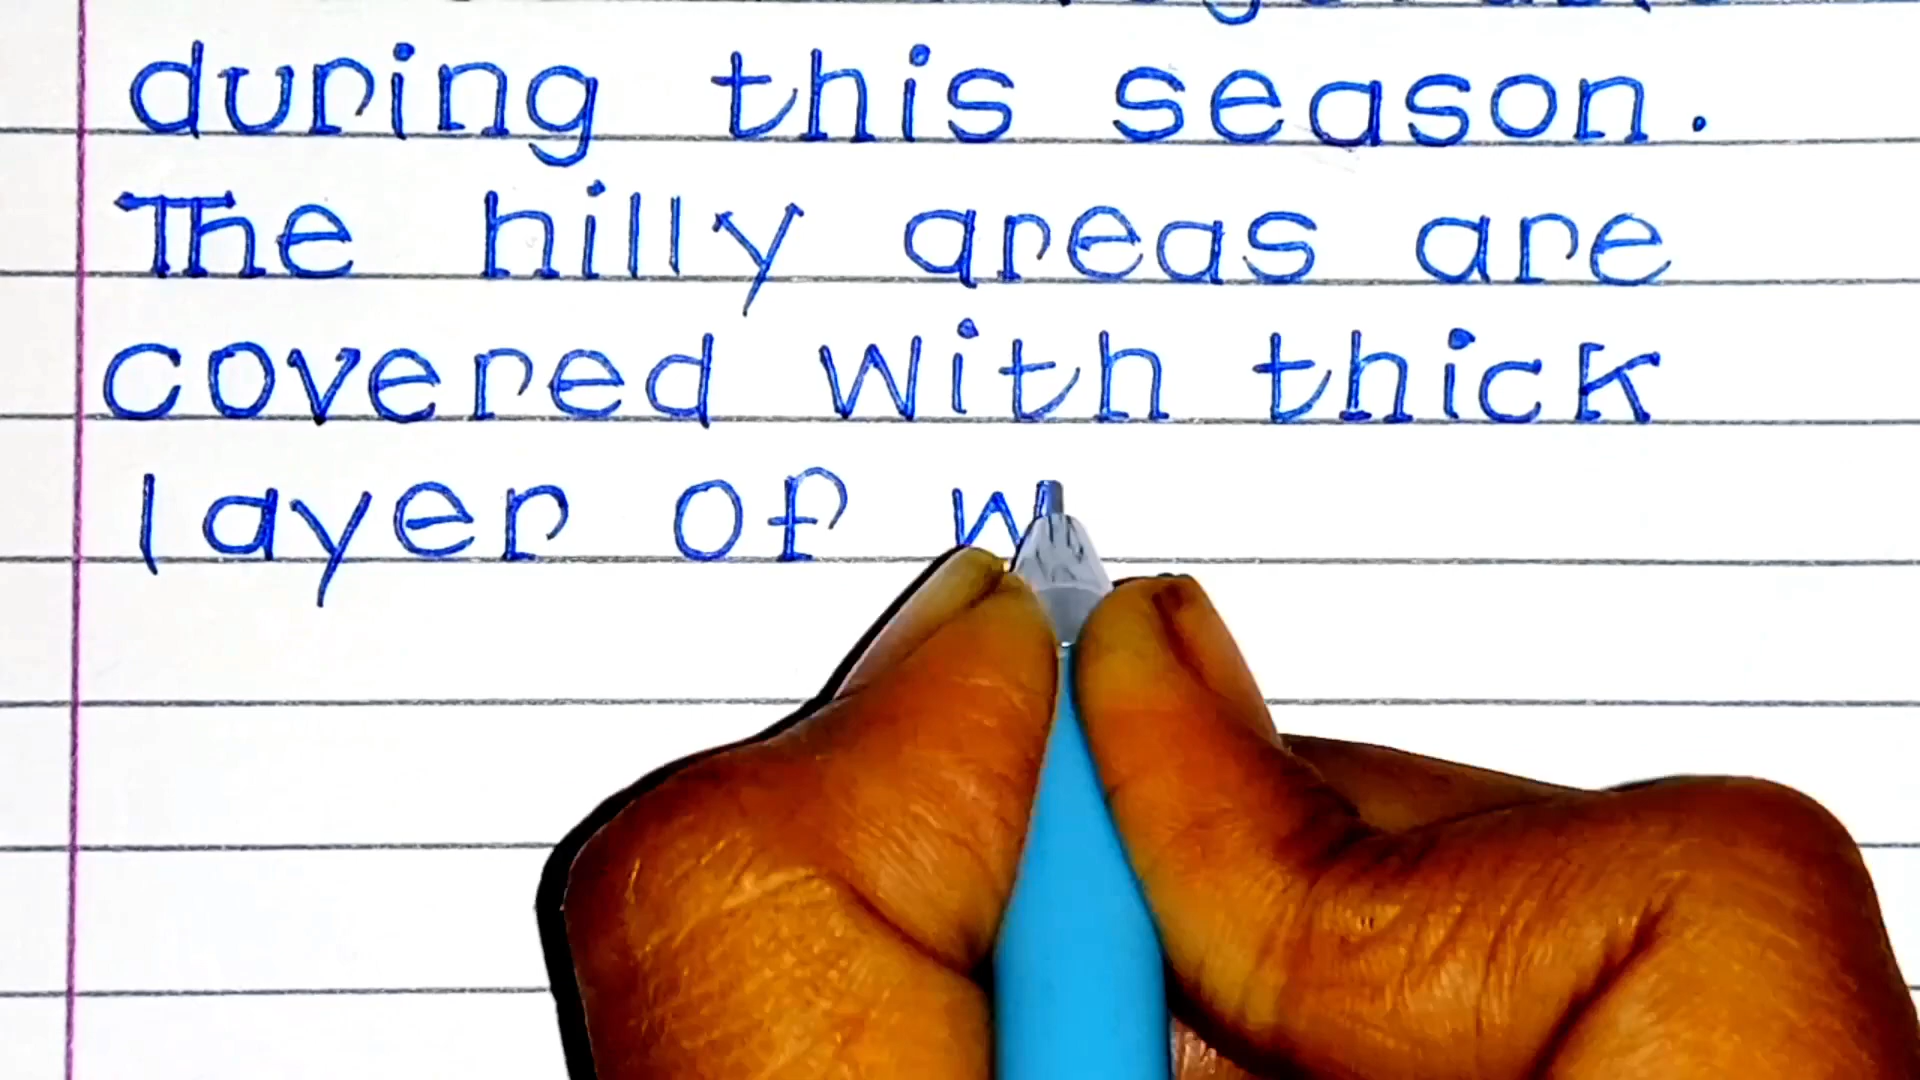 during this season.
The hilly areas are
covered with thick
layer of w